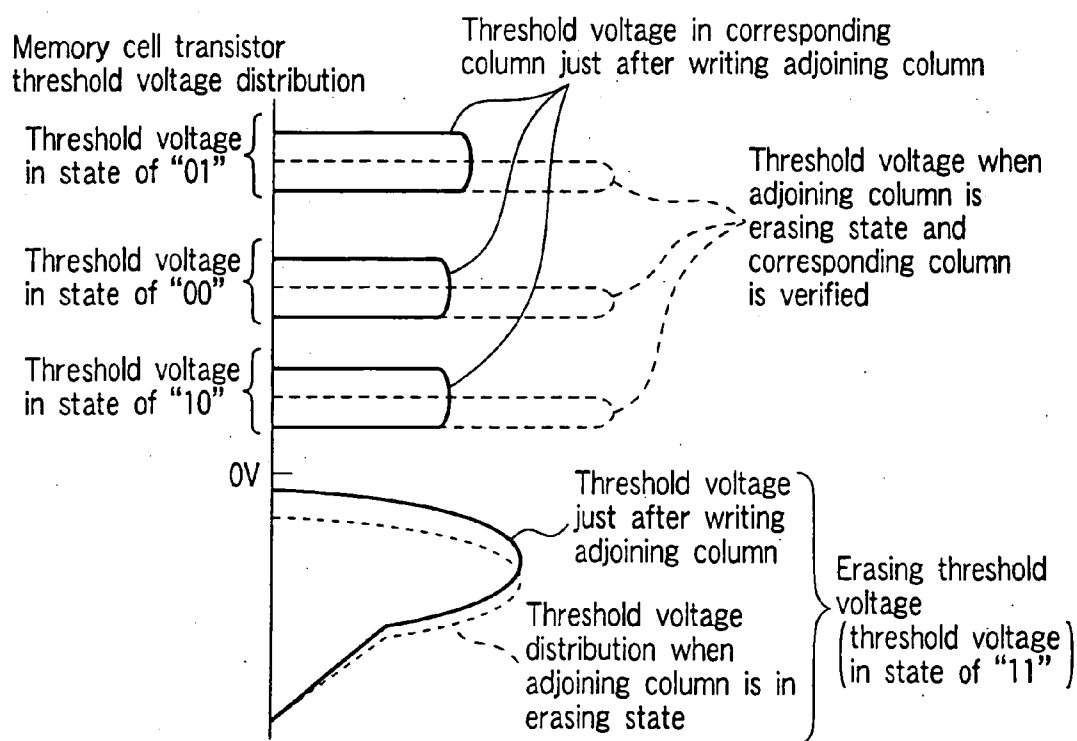 Memory cell transistor
threshold voltage distribution
Threshold voltage in corresponding
column just after writing adjoining column
Threshold voltage
in state of “01”
Threshold voltage when
adjoining column is
erasing state and
corresponding column
is verified
Threshold voltage
in state of “00”
Threshold voltage
in state of “10”
0V
Threshold voltage
just after writing
adjoining column
Threshold voltage
distribution when
adjoining column is in
erasing state
Erasing threshold
voltage
(threshold voltage
in state of “11”)